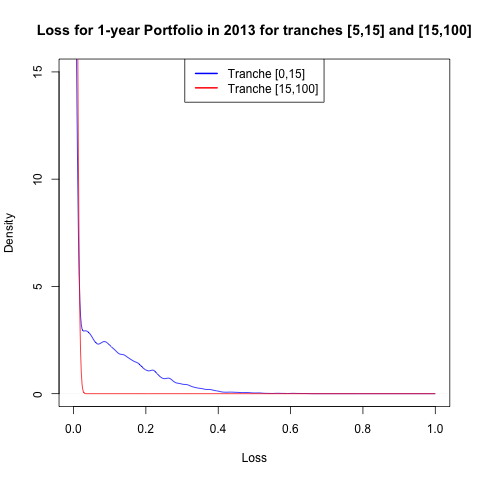 Loss for 1-year Portfolio in 2013 for tranches [5,15] and [15,100]
Tranche [0,15]
Tranche [15,100]
15
10
5
0
Density
0.0 0.2 0.4 0.6 0.8 1.0
Loss